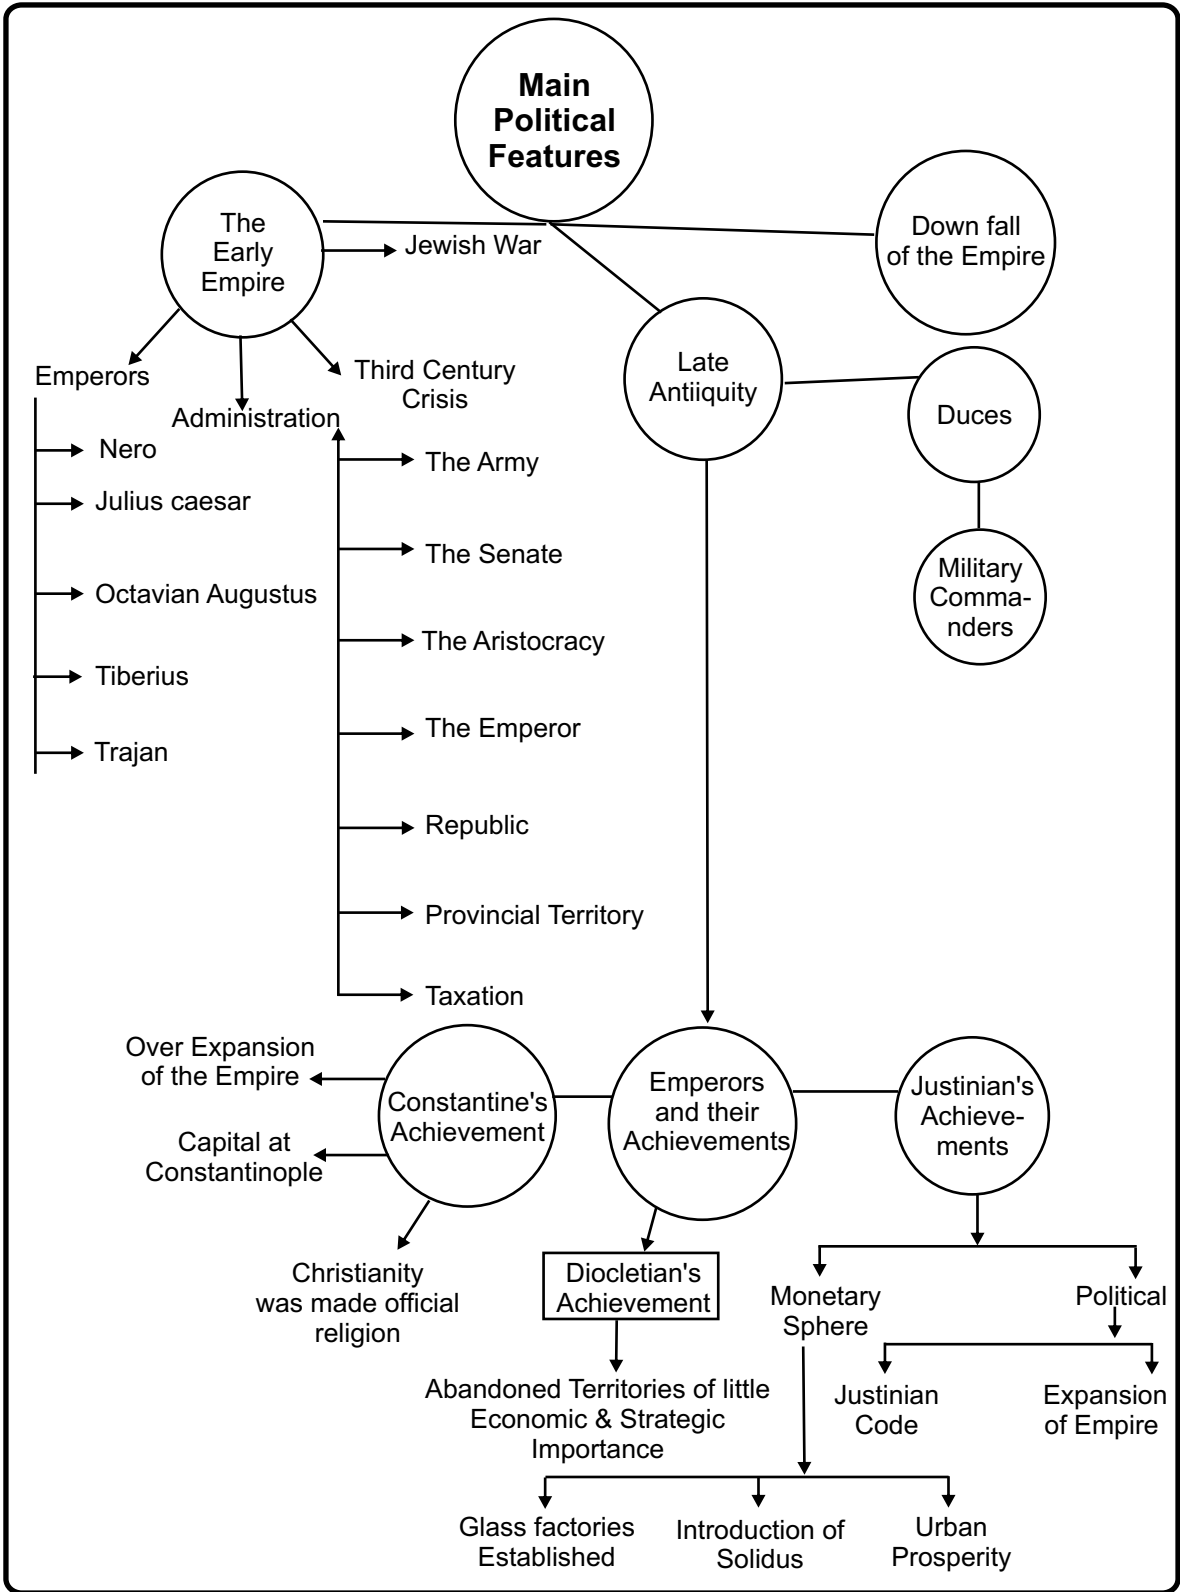 Main
Political
Features
The
Early
Empire
Jewish War
Down fall
of the Empire
Emperors
Administration
Third Century
Crisis
Late
Antiiquity
Duces
Military
Comma-
nders
Nero
Julius caesar
Octavian Augustus
Tiberius
Trajan
The Army
The Senate
The Aristocracy
The Emperor
Republic
Provincial Territory
Taxation
Over Expansion
of the Empire
Capital at
Constantinople
Constantine's
Achievement
Emperors
and their
Achievements
Justinian's
Achieve-
ments
Christianity
was made official
religion
Diocletian's
Achievement
Abandoned Territories of little
Economic & Strategic
Importance
Monetary
Sphere
Political
Justinian
Code
Expansion
of Empire
Glass factories
Established
Introduction of
Solidus
Urban
Prosperity